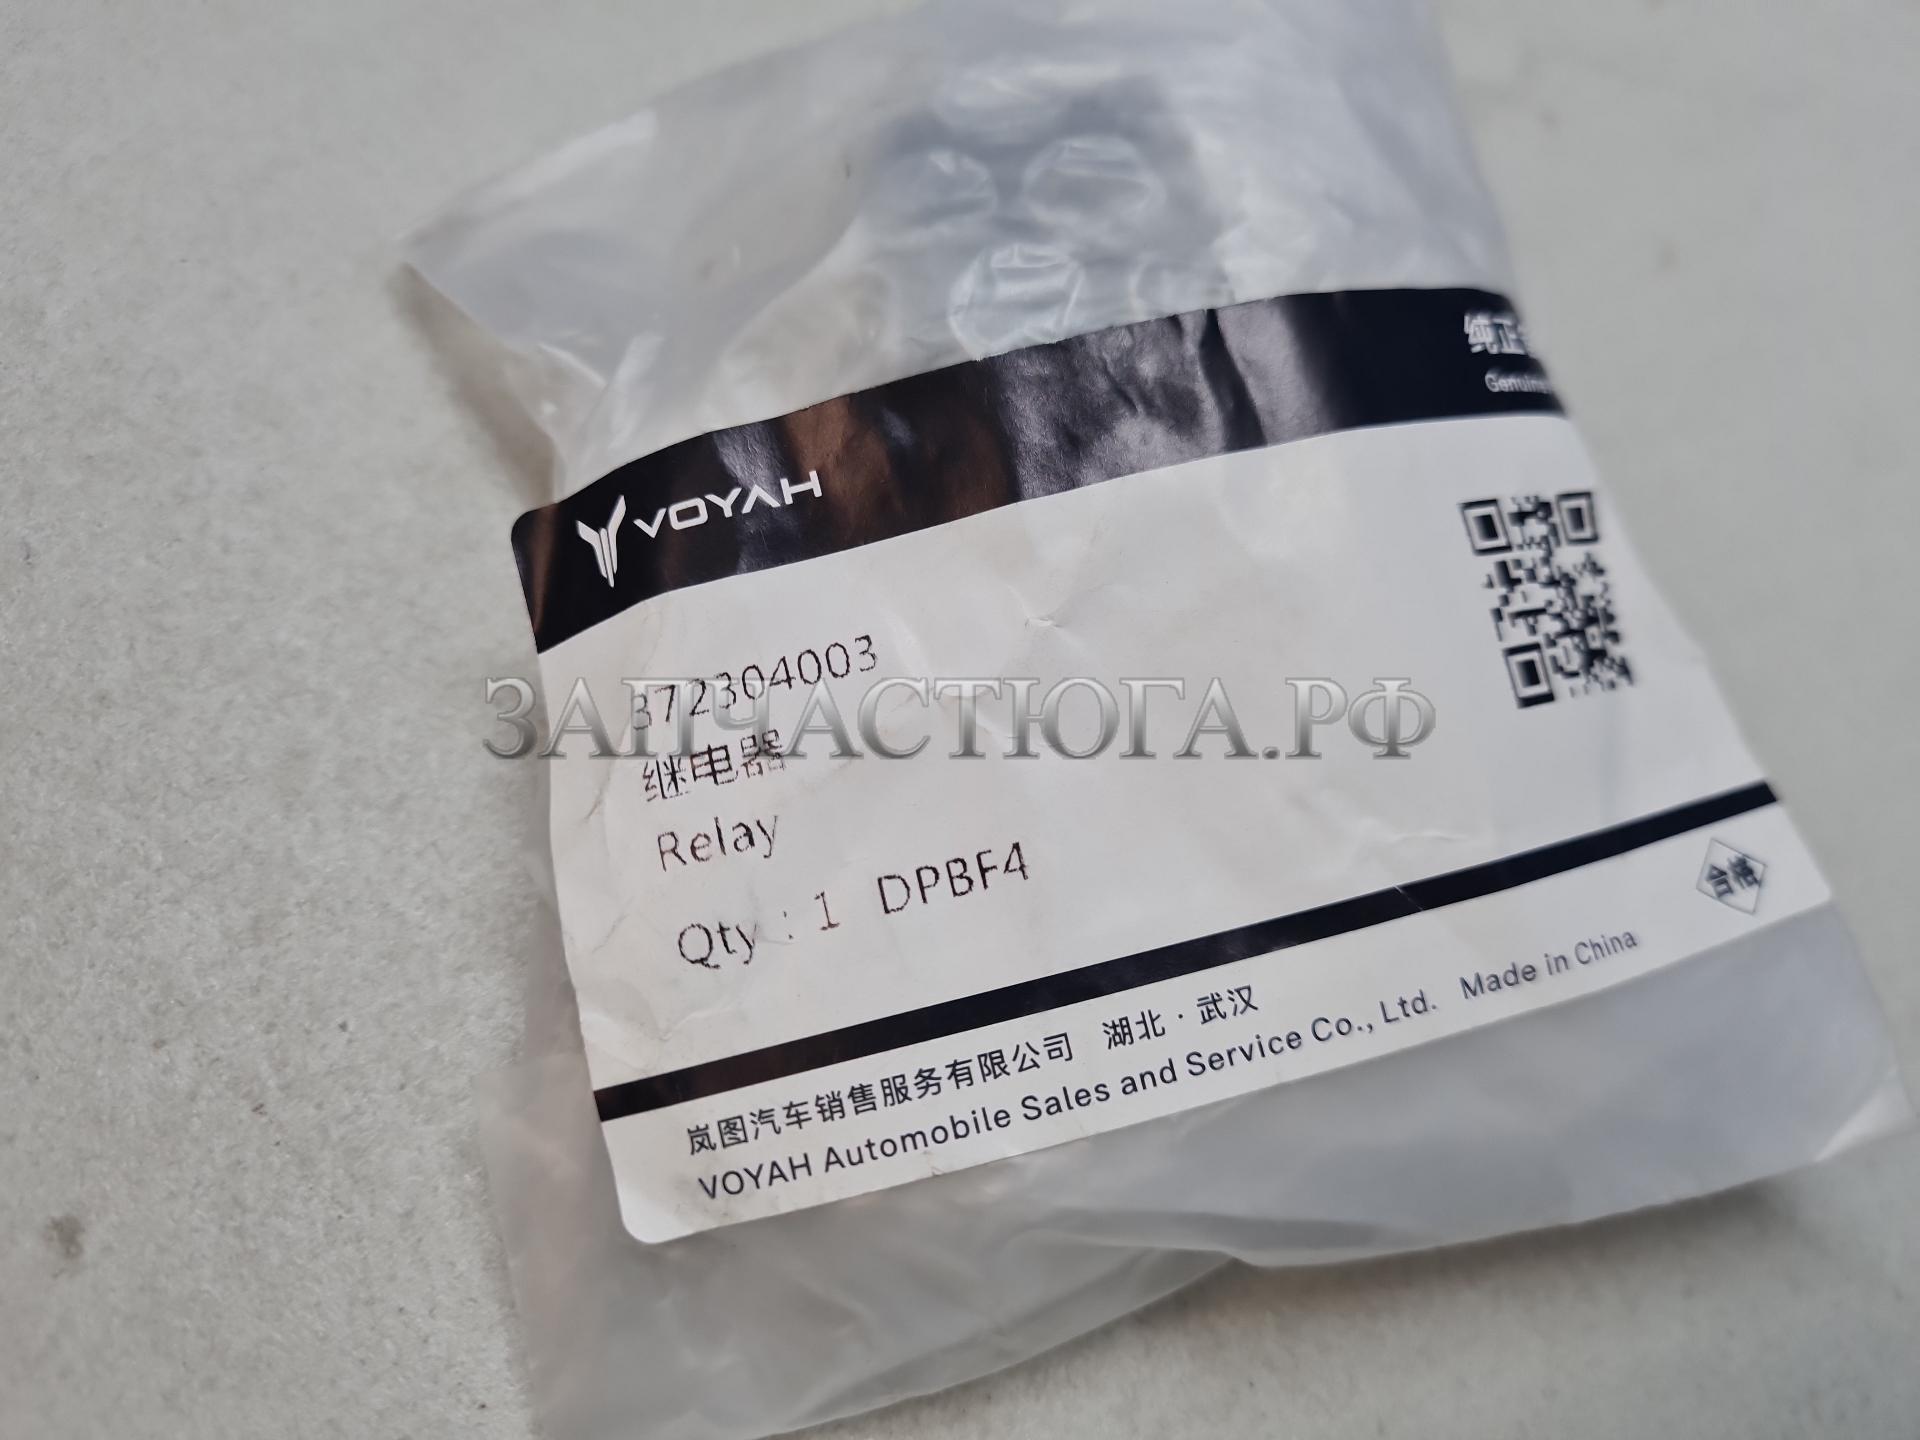 纯正
Genuine
VOYAH
372304003
继电器
Relay
Qty : 1 DPBF4
合格
岚图汽车销售服务有限公司 湖北·武汉
VOYAH Automobile Sales and Service Co., Ltd. Made in China
ЗАПЧАСТЮГА.РФ